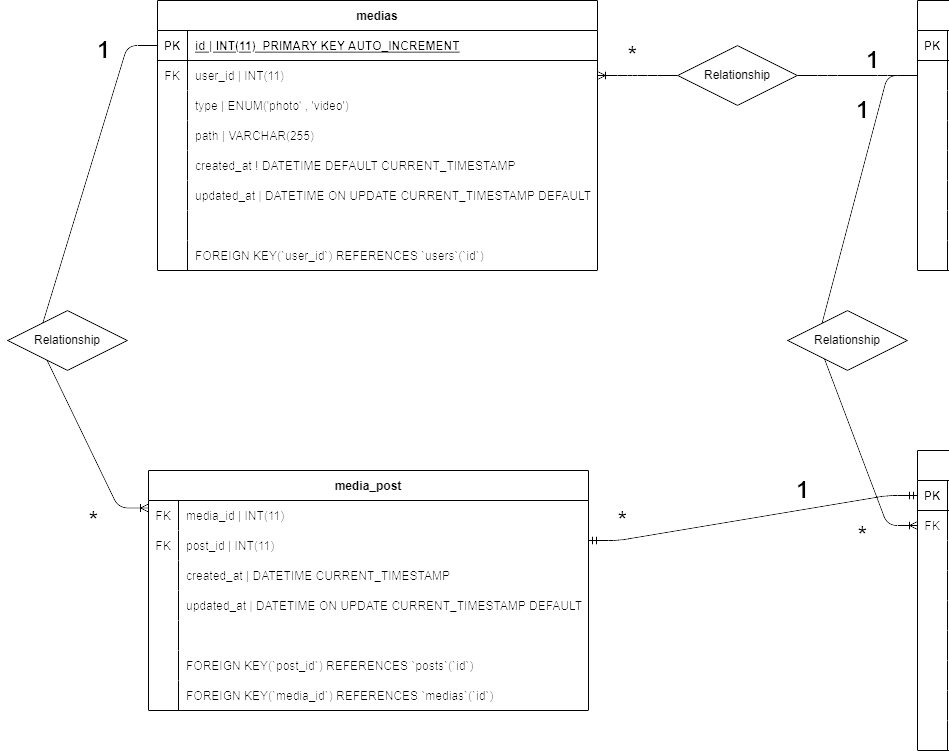 medias
1
PK
id | INT(11) PRIMARY KEY AUTO_INCREMENT
*
1
PK
FK
user_id | INT(11)
Relationship
type | ENUM('photo' , 'video')
1
path | VARCHAR(255)
created_at ! DATETIME DEFAULT CURRENT_TIMESTAMP
updated_at | DATETIME ON UPDATE CURRENT_TIMESTAMP DEFAULT
FOREIGN KEY(`user_id`) REFERENCES `users`(`id`)
Relationship
Relationship
media_post
1
PK
*
FK
media_id | INT(11)
*
*
FK
FK
post_id | INT(11)
created_at | DATETIME CURRENT_TIMESTAMP
updated_at | DATETIME ON UPDATE CURRENT_TIMESTAMP DEFAULT
FOREIGN KEY(`post_id`) REFERENCES `posts`(`id`)
FOREIGN KEY(`media_id`) REFERENCES `medias`(`id`)